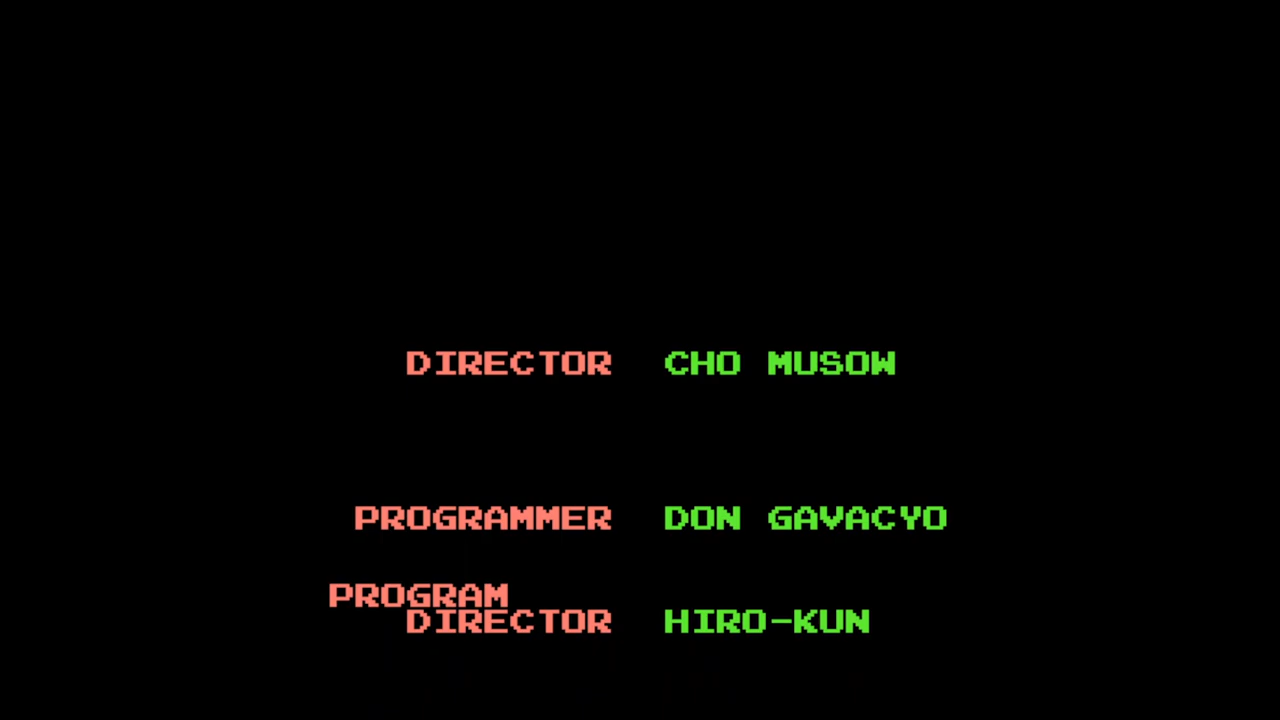 DIRECTOR CHO MUSOW
PROGRAMMER DON GAVACYO
PROGRAM
DIRECTOR HIRO-KUN